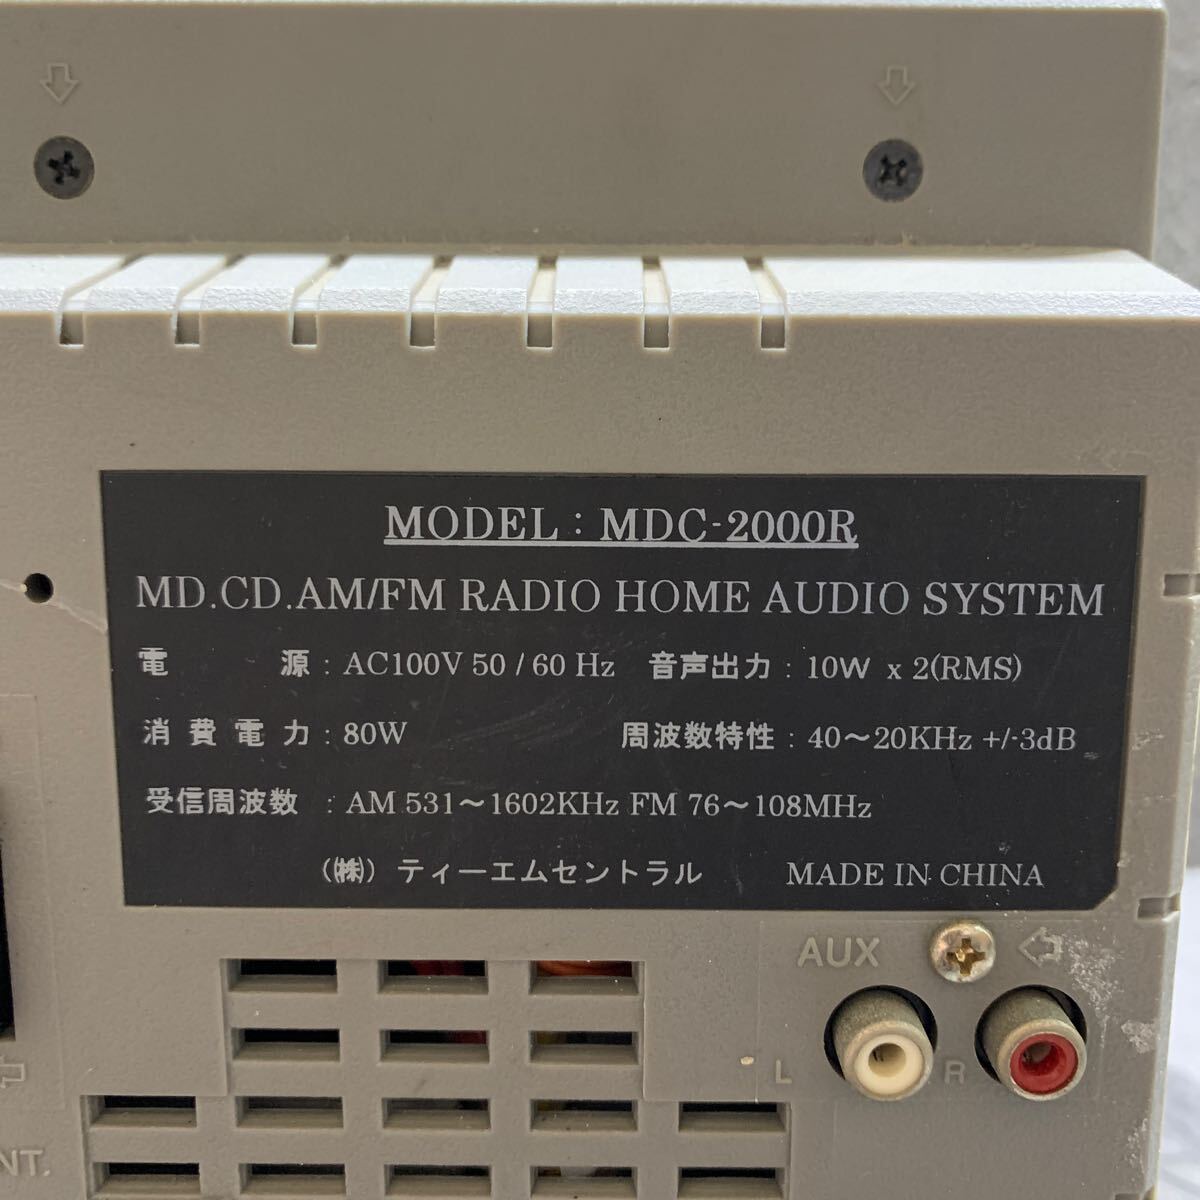 MODEL : MDC-2000R
MD.CD.AM/FM RADIO HOME AUDIO SYSTEM
電 源 : AC100V 50 / 60 Hz 音声出力 : 10W x 2(RMS)
消 費 電 力 : 80W 周波数特性 : 40～20KHz +/-3dB
受信周波数 : AM 531～1602KHz FM 76～108MHz
(㈱) ティーエムセントラル MADE IN CHINA
AUX
L R
NT.